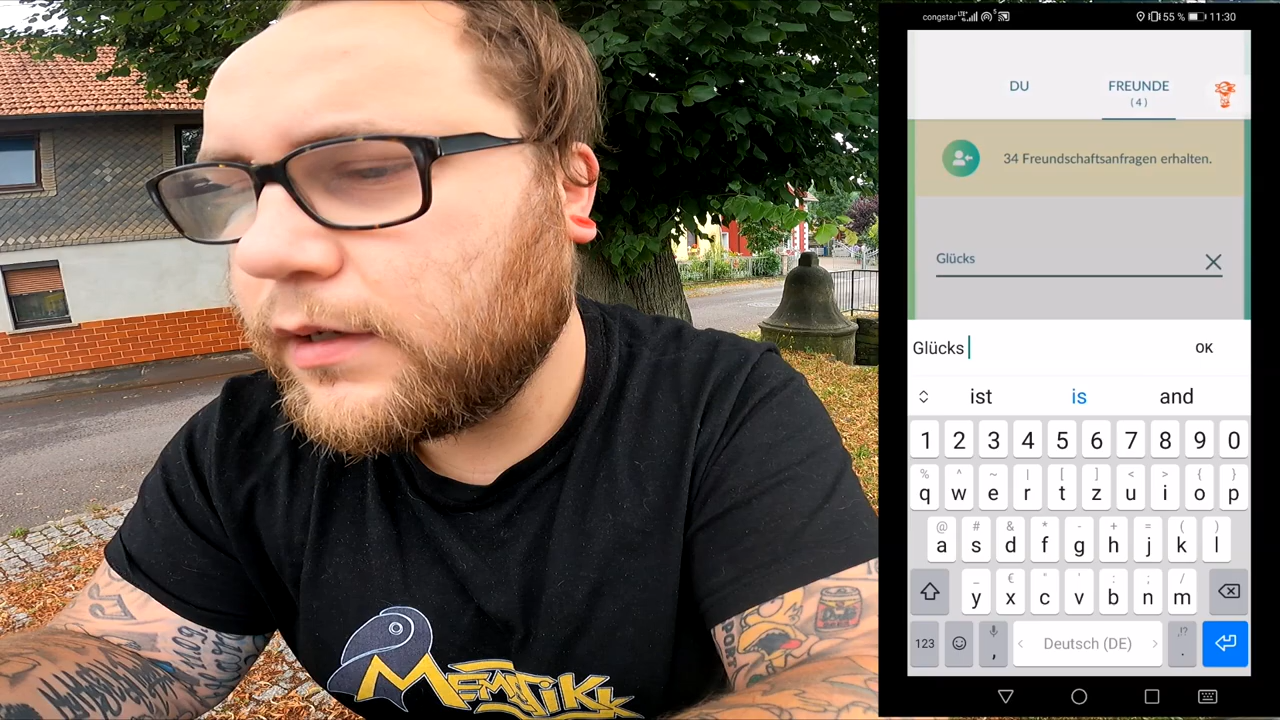 congstar 55 % 11:30
DU FREUNDE
(4)
34 Freundschaftsanfragen erhalten.
Glücks
Glücks OK
ist is and
1 2 3 4 5 6 7 8 9 0
% ^ ~ | [ ] < > { }
q w e r t z u i o p
@ # & * - + = ( )
a s d f g h j k l
_ € " ' : ; /
y x c v b n m
123 , Deutsch (DE) ,!? .